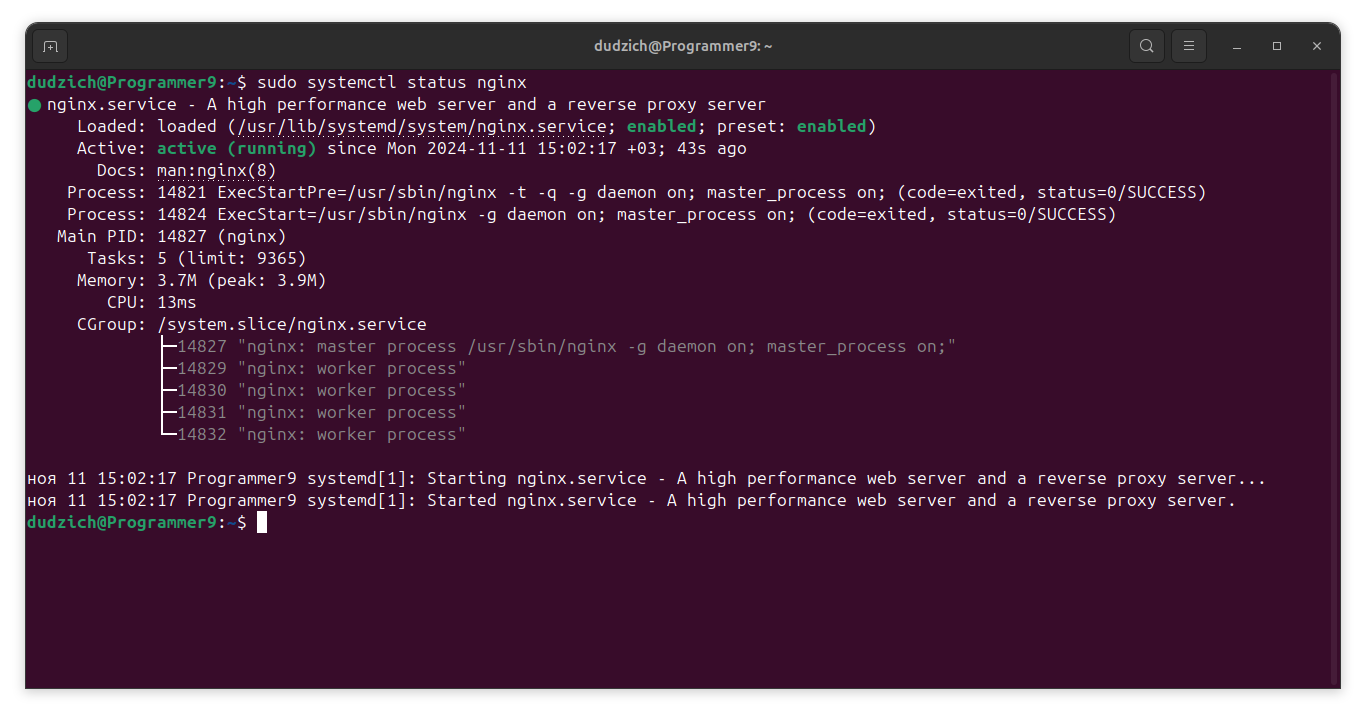 dudzich@Programmer9: ~
dudzich@Programmer9:~$ sudo systemctl status nginx
● nginx.service - A high performance web server and a reverse proxy server
     Loaded: loaded (/usr/lib/systemd/system/nginx.service; enabled; preset: enabled)
     Active: active (running) since Mon 2024-11-11 15:02:17 +03; 43s ago
       Docs: man:nginx(8)
    Process: 14821 ExecStartPre=/usr/sbin/nginx -t -q -g daemon on; master_process on; (code=exited, status=0/SUCCESS)
    Process: 14824 ExecStart=/usr/sbin/nginx -g daemon on; master_process on; (code=exited, status=0/SUCCESS)
   Main PID: 14827 (nginx)
      Tasks: 5 (limit: 9365)
     Memory: 3.7M (peak: 3.9M)
        CPU: 13ms
     CGroup: /system.slice/nginx.service
             ├─14827 "nginx: master process /usr/sbin/nginx -g daemon on; master_process on;"
             ├─14829 "nginx: worker process"
             ├─14830 "nginx: worker process"
             ├─14831 "nginx: worker process"
             └─14832 "nginx: worker process"
ноя 11 15:02:17 Programmer9 systemd[1]: Starting nginx.service - A high performance web server and a reverse proxy server...
ноя 11 15:02:17 Programmer9 systemd[1]: Started nginx.service - A high performance web server and a reverse proxy server.
dudzich@Programmer9:~$